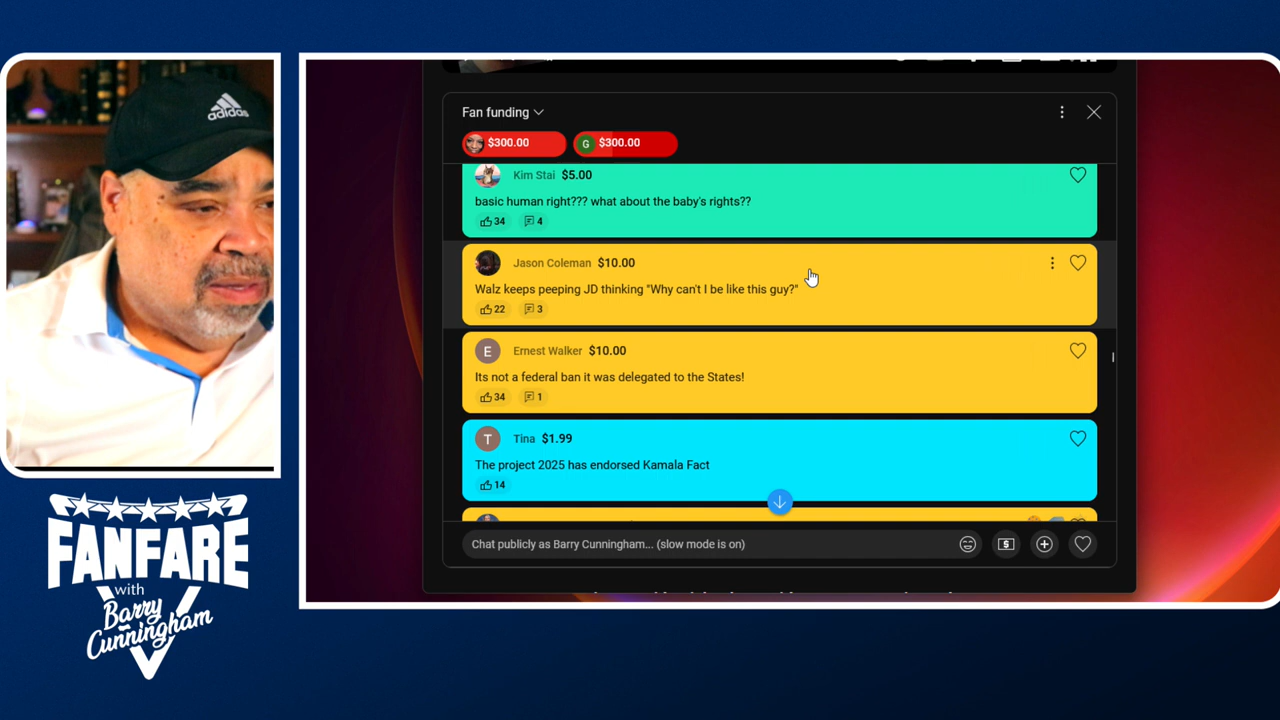 adidas
Fan funding
$300.00
G $300.00
Kim Stai $5.00
basic human right??? what about the baby's rights??
34 4
Jason Coleman $10.00
Walz keeps peeping JD thinking "Why can't I be like this guy?"
22 3
E Ernest Walker $10.00
Its not a federal ban it was delegated to the States!
34 1
T Tina $1.99
The project 2025 has endorsed Kamala Fact
14
Chat publicly as Barry Cunningham... (slow mode is on)
$
FANFARE
with
Barry
Cunningham